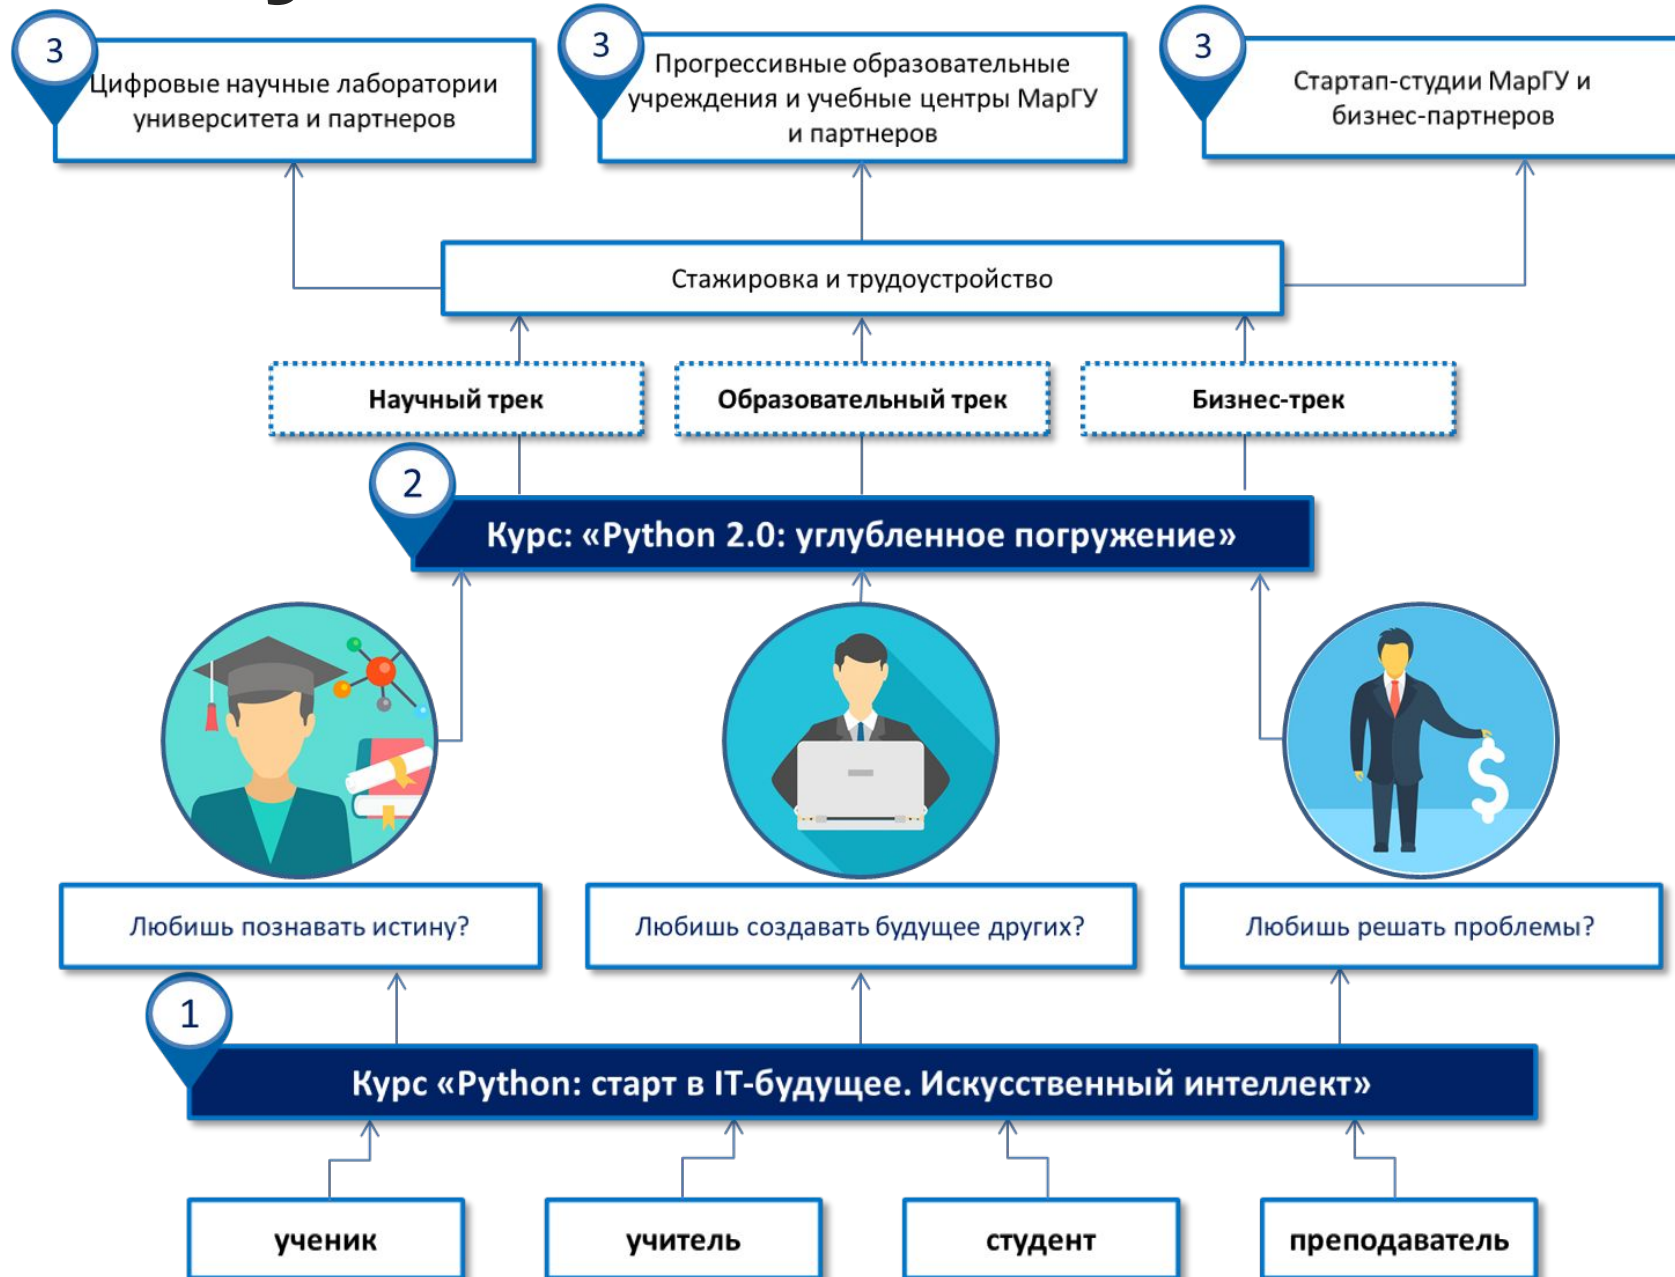 3
Цифровые научные лаборатории
университета и партнеров
3
Прогрессивные образовательные
учреждения и учебные центры МарГУ
и партнеров
3
Стартап-студии МарГУ и
бизнес-партнеров
Стажировка и трудоустройство
Научный трек
Образовательный трек
Бизнес-трек
2
Курс: «Python 2.0: углубленное погружение»
$
Любишь познавать истину?
Любишь создавать будущее других?
Любишь решать проблемы?
1
Курс «Python: старт в IT-будущее. Искусственный интеллект»
ученик
учитель
студент
преподаватель